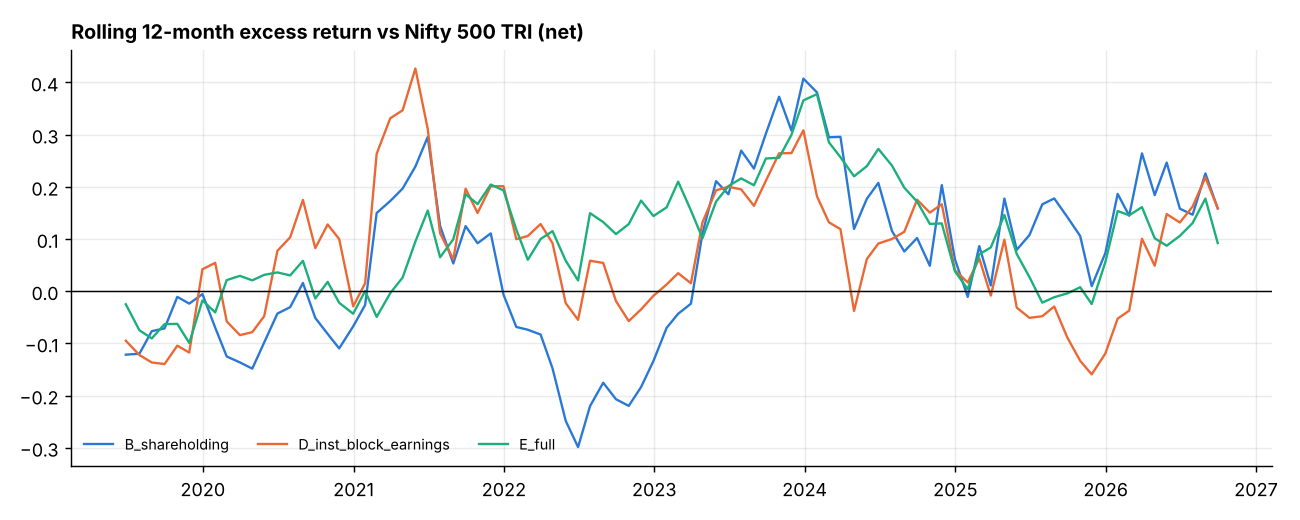 Rolling 12-month excess return vs Nifty 500 TRI (net)
0.4
0.3
0.2
0.1
0.0
−0.1
−0.2
−0.3
B_shareholding D_inst_block_earnings E_full
2020 2021 2022 2023 2024 2025 2026 2027